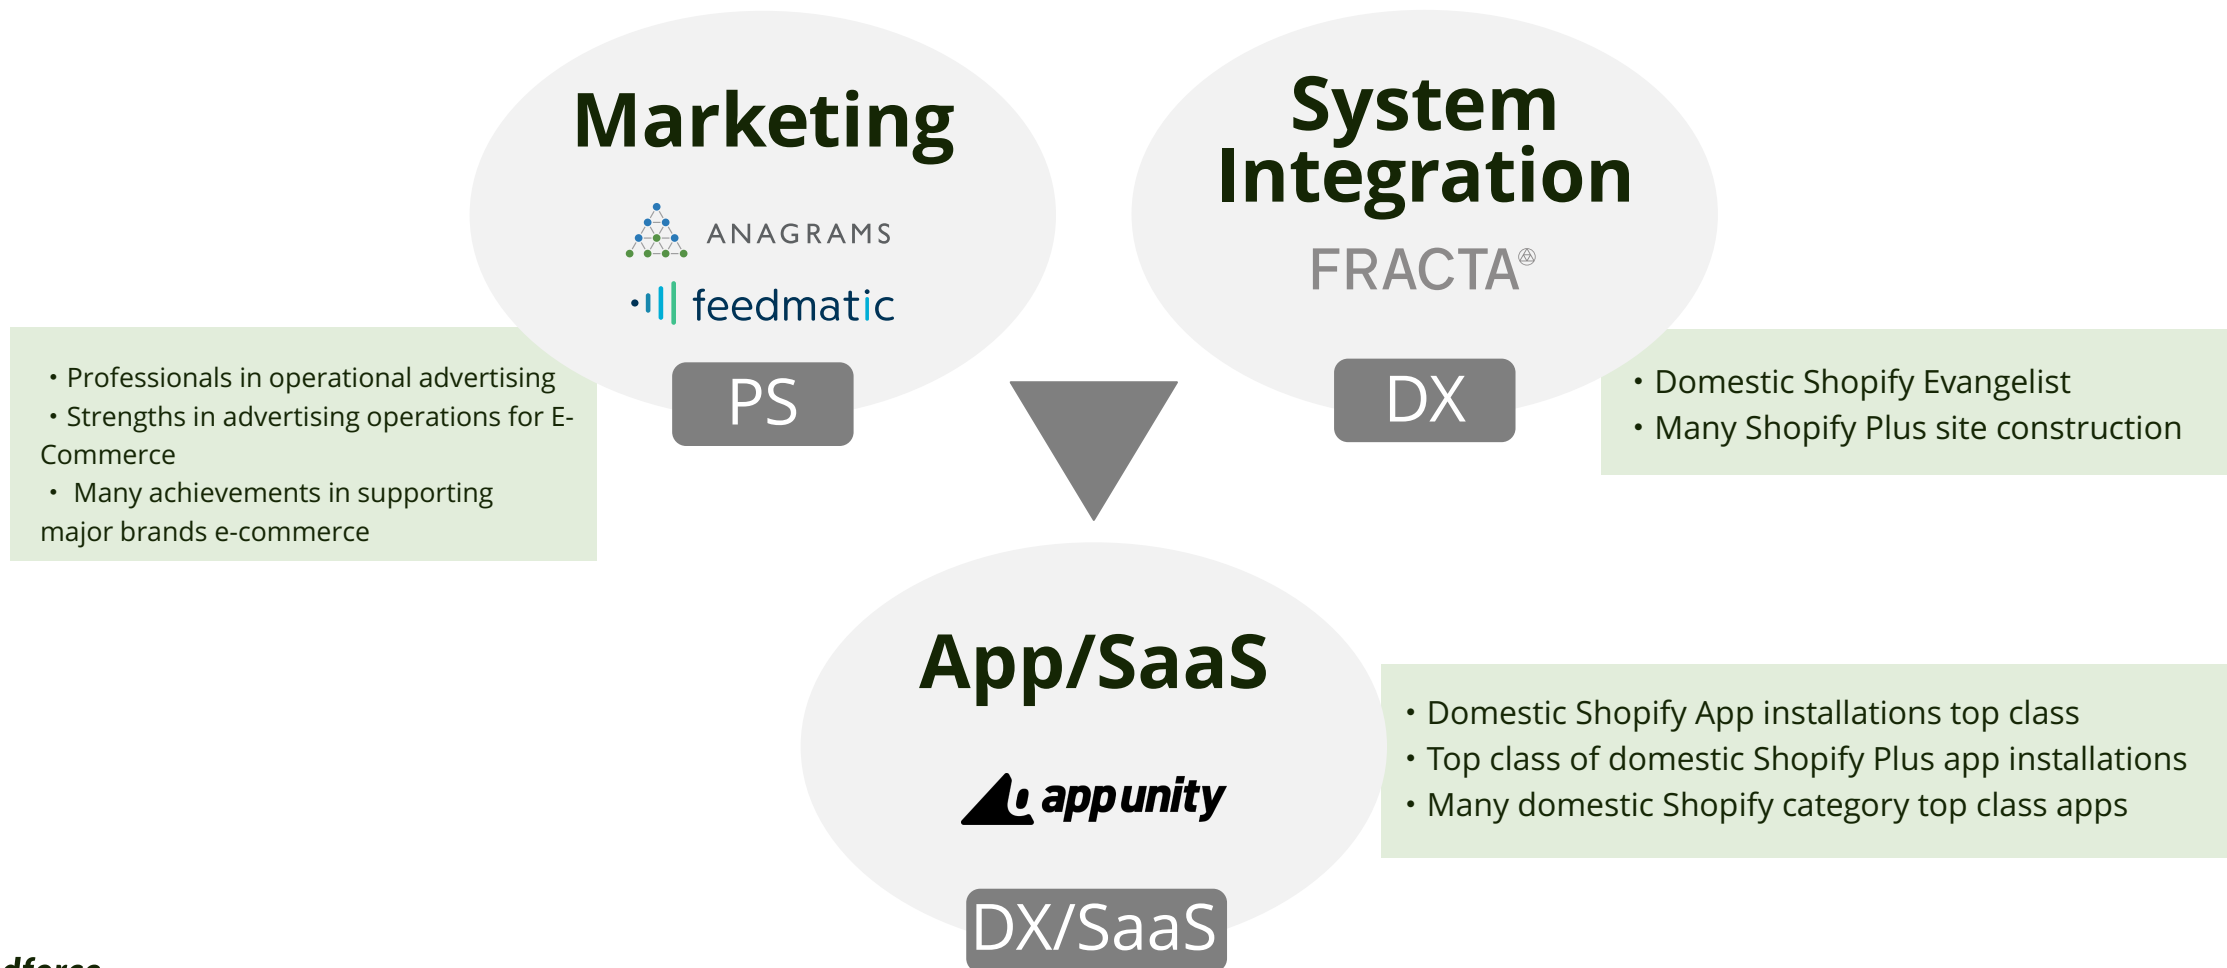 Marketing
ANAGRAMS
feedmatic
PS
・Professionals in operational advertising
・Strengths in advertising operations for E-
Commerce
・ Many achievements in supporting
major brands e-commerce
System
Integration
FRACTA
DX
・Domestic Shopify Evangelist
・Many Shopify Plus site construction
App/SaaS
app unity
DX/SaaS
・Domestic Shopify App installations top class
・Top class of domestic Shopify Plus app installations
・Many domestic Shopify category top class apps